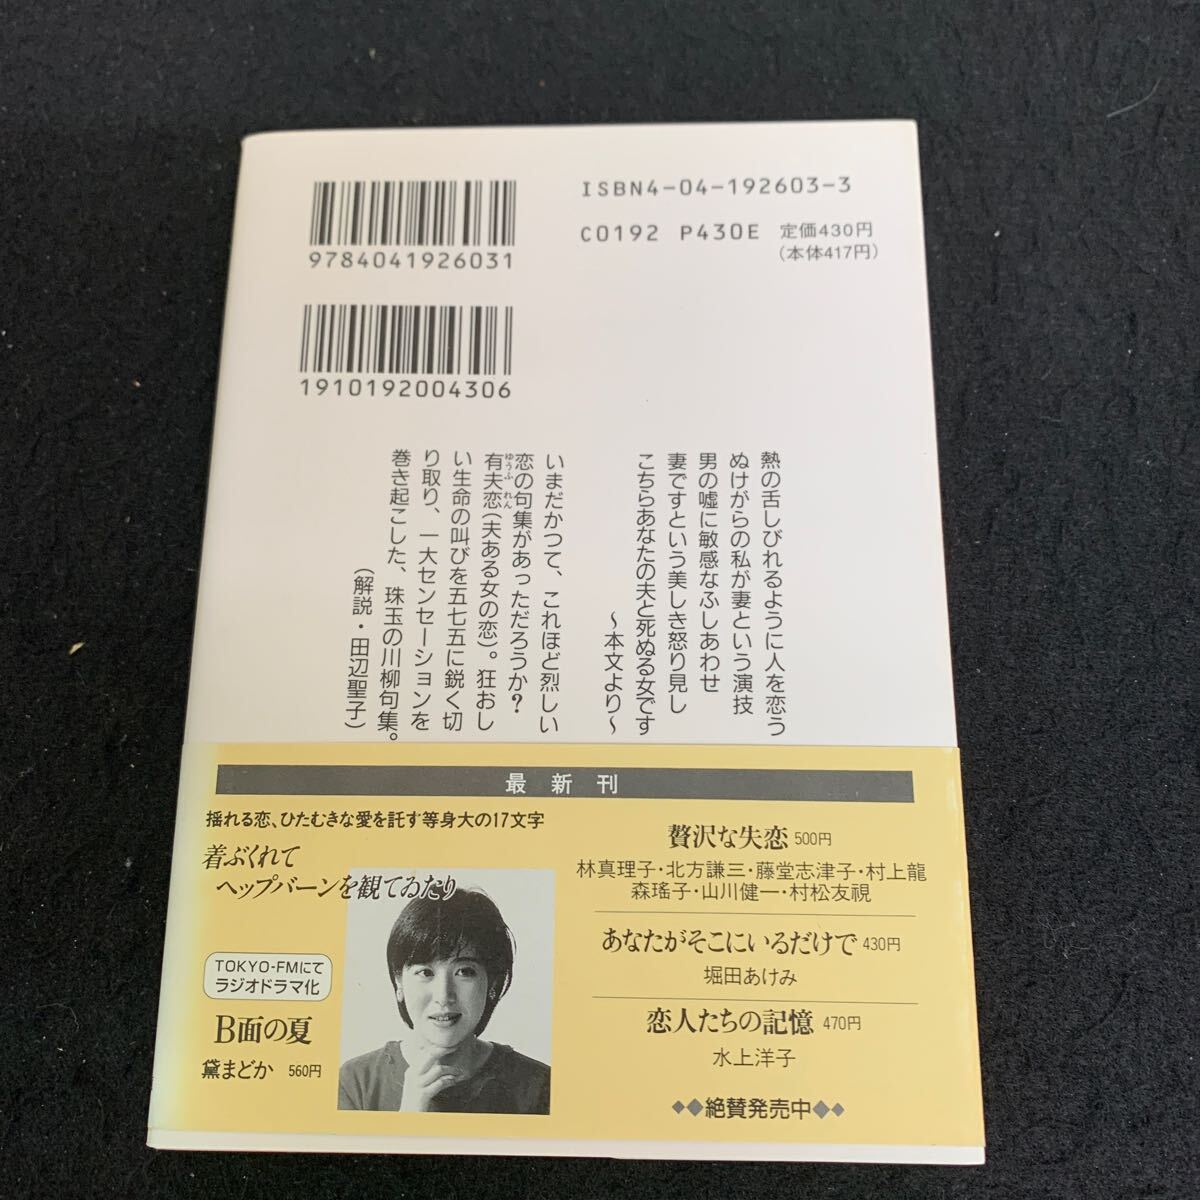 ISBN4-04-192603-3
C0192 P430E 定価430円
(本体417円)
9784041926031
1910192004306
熱の舌しびれるように人を恋う
ぬけがらの私が妻という演技
男の嘘に敏感なふしあわせ
妻ですという美しき怒り見し
こちらあなたの夫と死ぬる女です
～本文より～
いまだかつて、これほど烈しい
恋の句集があっただろうか?
有夫恋(夫ある女の恋)。狂おし
ゆうふ れん
い生命の叫びを五七五に鋭く切
り取り、一大センセーションを
巻き起こした、珠玉の川柳句集。
(解説・田辺聖子)
最新刊
揺れる恋、ひたむきな愛を託す等身大の17文字
着ぶくれて
ヘップバーンを観てゐたり
TOKYO-FMにて
ラジオドラマ化
B面の夏
黛まどか 560円
贅沢な失恋 500円
林真理子・北方謙三・藤堂志津子・村上龍
森瑤子・山川健一・村松友視
あなたがそこにいるだけで 430円
堀田あけみ
恋人たちの記憶 470円
水上洋子
◆◆絶賛発売中◆◆